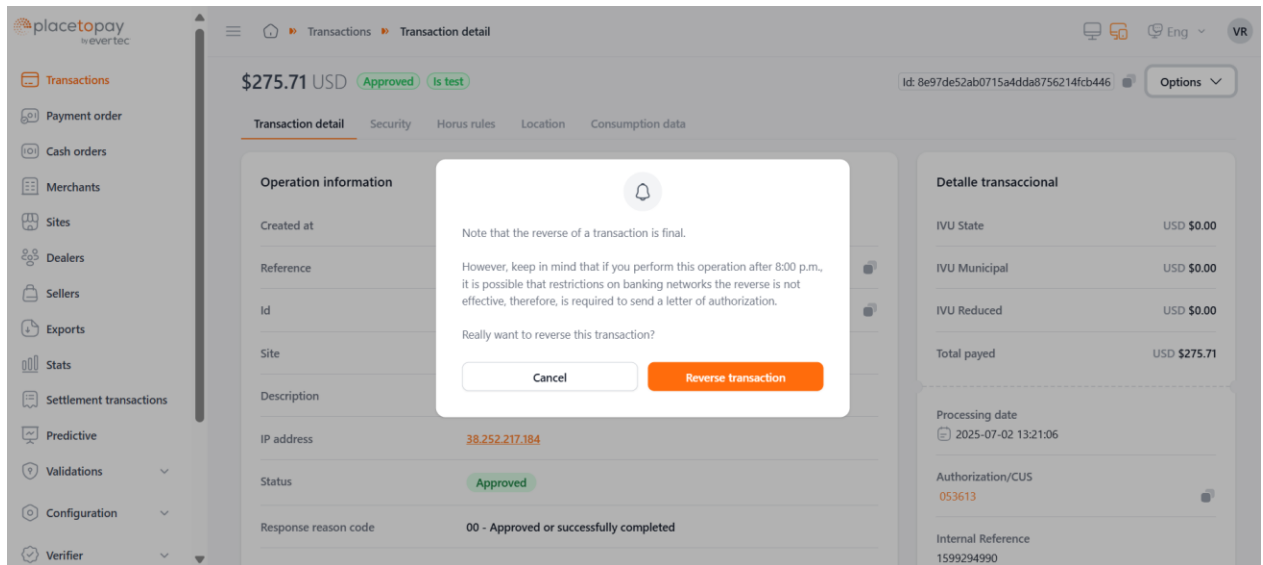 placetopay
by evertec
Transactions
Payment order
Cash orders
Merchants
Sites
Dealers
Sellers
Exports
Stats
Settlement transactions
Predictive
Validations
Configuration
Verifier
Transactions Transaction detail
Eng
VR
$275.71 USD Approved Is test
Id: 8e97de52ab0715a4dda8756214fcb446
Options
Transaction detail Security Horus rules Location Consumption data
Operation information
Created at
Reference
Id
Site
Description
IP address 38.252.217.184
Status Approved
Response reason code 00 - Approved or successfully completed
Note that the reverse of a transaction is final.
However, keep in mind that if you perform this operation after 8:00 p.m.,
it is possible that restrictions on banking networks the reverse is not
effective, therefore, is required to send a letter of authorization.
Really want to reverse this transaction?
Cancel
Reverse transaction
Detalle transaccional
IVU State USD $0.00
IVU Municipal USD $0.00
IVU Reduced USD $0.00
Total payed USD $275.71
Processing date
2025-07-02 13:21:06
Authorization/CUS
053613
Internal Reference
1599294990